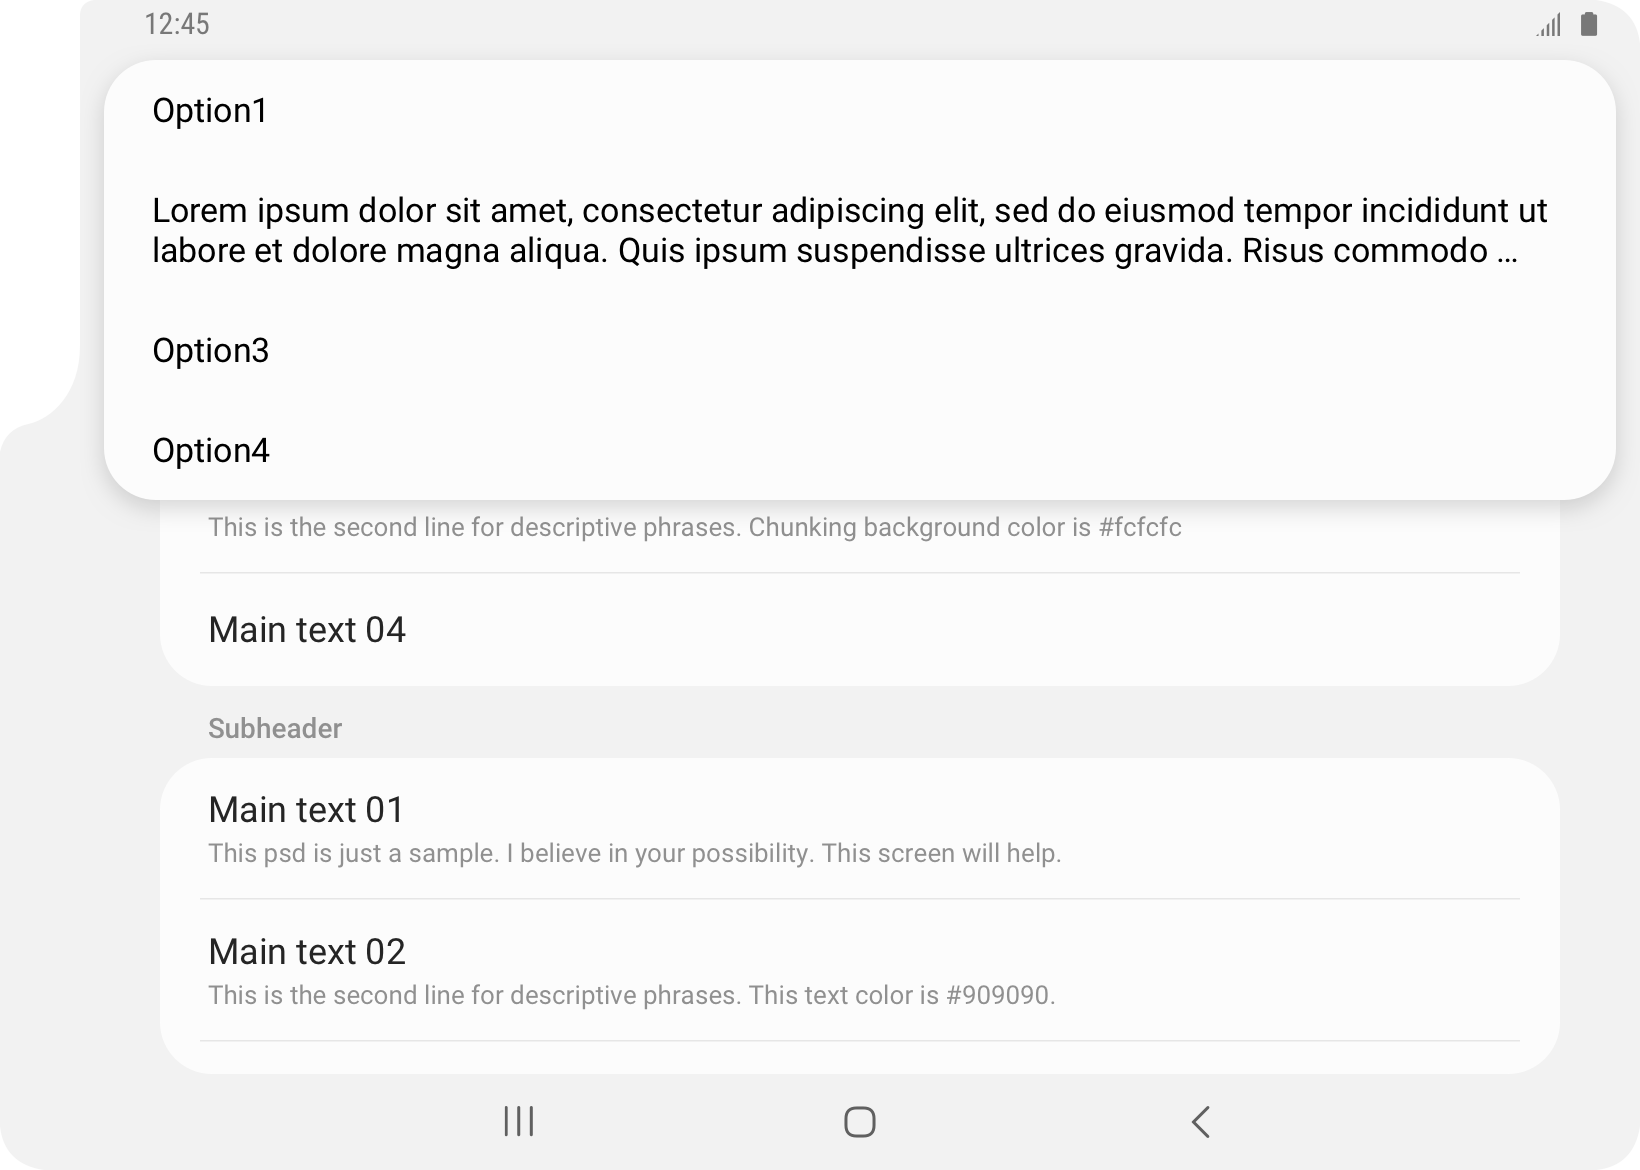 12:45
Option1
Lorem ipsum dolor sit amet, consectetur adipiscing elit, sed do eiusmod tempor incididunt ut
labore et dolore magna aliqua. Quis ipsum suspendisse ultrices gravida. Risus commodo ...
Option3
Option4
This is the second line for descriptive phrases. Chunking background color is #fcfcfc
Main text 04
Subheader
Main text 01
This psd is just a sample. I believe in your possibility. This screen will help.
Main text 02
This is the second line for descriptive phrases. This text color is #909090.